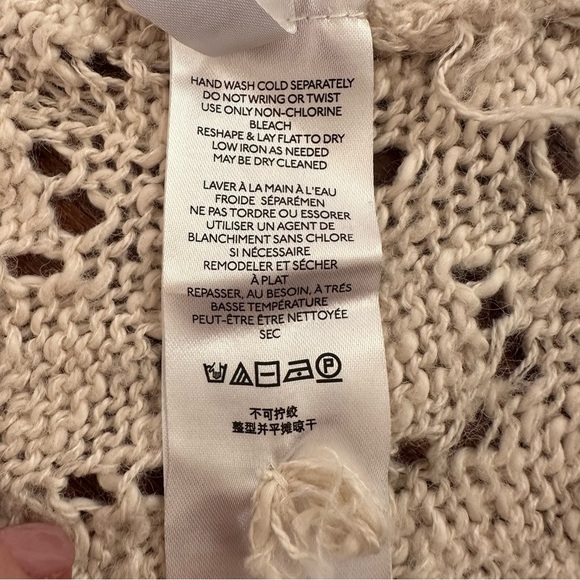 HAND WASH COLD SEPARATELY
DO NOT WRING OR TWIST
USE ONLY NON-CHLORINE
BLEACH
RESHAPE & LAY FLAT TO DRY
LOW IRON AS NEEDED
MAY BE DRY CLEANED
LAVER À LA MAIN À L'EAU
FROIDE SÉPARÉMEN
NE PAS TORDRE OU ESSORER
UTILISER UN AGENT DE
BLANCHIMENT SANS CHLORE
SI NÉCESSAIRE
REMODELER ET SÉCHER
À PLAT
REPASSER, AU BESOIN, À TRÉS
BASSE TEMPÉRATURE
PEUT-ÊTRE ÊTRE NETTOYÉE
SEC
P
不可拧绞
整型并平摊晾干